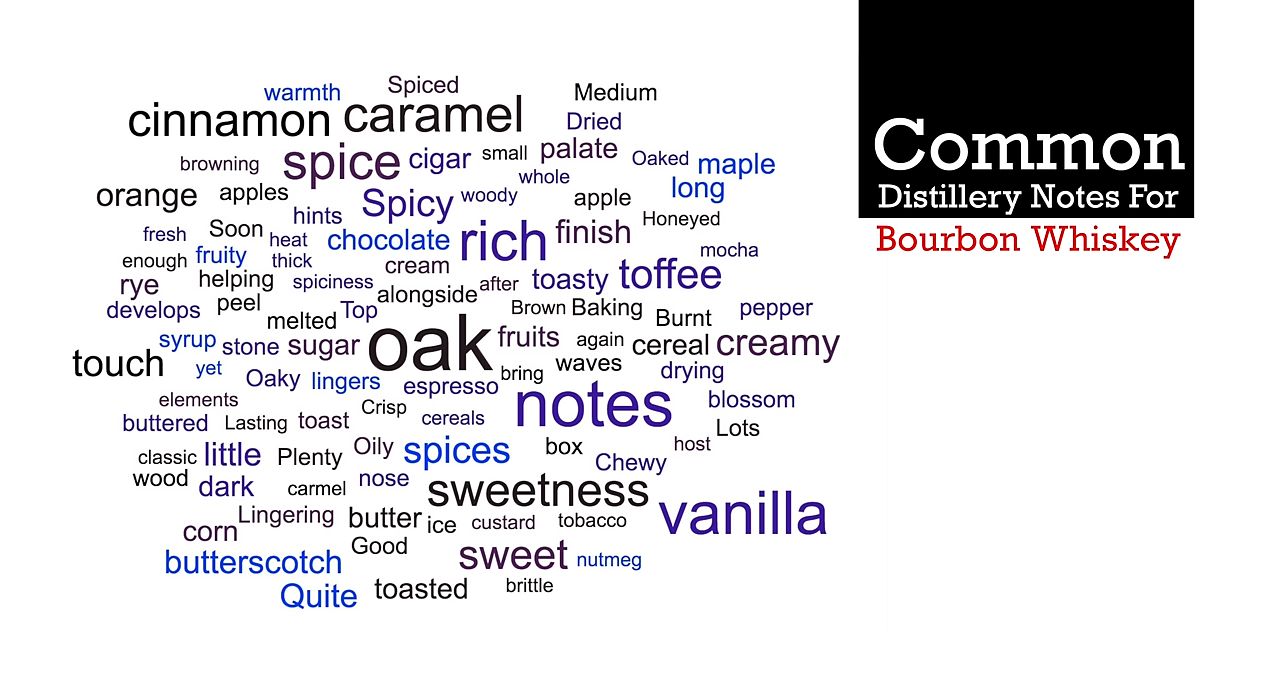 warmth Spiced Medium
cinnamon caramel Dried
browning spice cigar small palate Oaked maple
orange apples whole long
hints Spicy woody apple
fresh Soon heat chocolate rich finish Honeyed
enough fruity thick cream mocha
rye helping spiciness after toasty toffee
develops peel alongside Brown Baking pepper
melted Top Burnt
syrup stone sugar oak fruits again cereal creamy
touch yet bring waves drying
Oaky lingers espresso notes blossom
elements Crisp
buttered Lasting toast cereals Lots
classic little Plenty Oily spices box host
wood dark carmel nose Chewy
sweetness vanilla
corn Lingering butter ice custard tobacco
butterscotch Good sweet nutmeg
Quite toasted brittle
Common
Distillery Notes For
Bourbon Whiskey